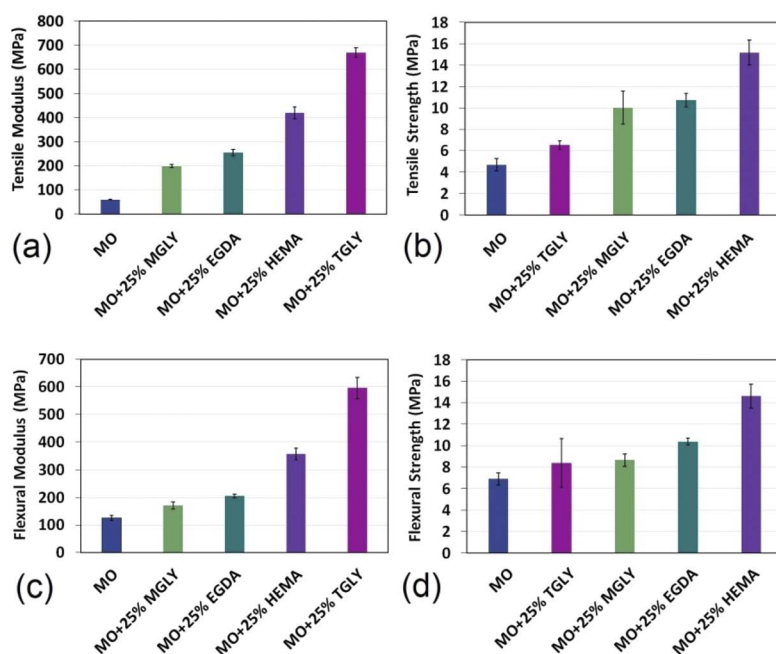 Tensile Modulus (MPa)
800
700
600
500
400
300
200
100
0
MO
MO+25% MGLY
MO+25% EGDA
MO+25% HEMA
MO+25% TGLY
(a)
Tensile Strength (MPa)
18
16
14
12
10
8
6
4
2
0
MO
MO+25% TGLY
MO+25% MGLY
MO+25% EGDA
MO+25% HEMA
(b)
Flexural Modulus (MPa)
700
600
500
400
300
200
100
0
MO
MO+25% MGLY
MO+25% EGDA
MO+25% HEMA
MO+25% TGLY
(c)
Flexural Strength (MPa)
18
16
14
12
10
8
6
4
2
0
MO
MO+25% TGLY
MO+25% MGLY
MO+25% EGDA
MO+25% HEMA
(d)